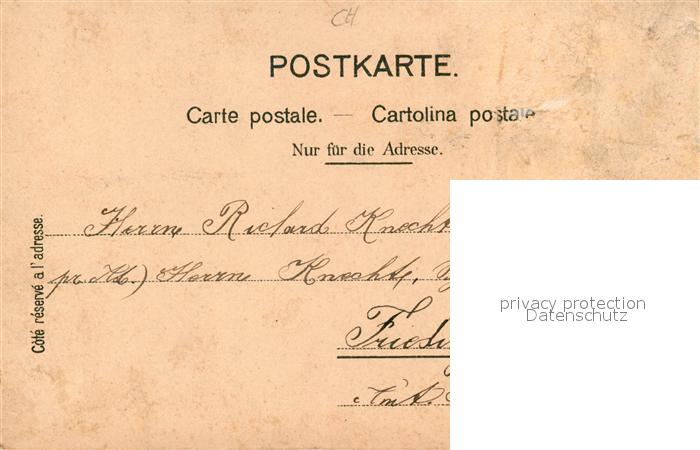 CH
POSTKARTE.
Carte postale. — Cartolina postale
Nur für die Adresse.
Côté réservé à l'adresse.
Herrn Richard Knecht
pr. Ad.) Herrn Knecht,
Amt.
privacy protection
Datenschutz